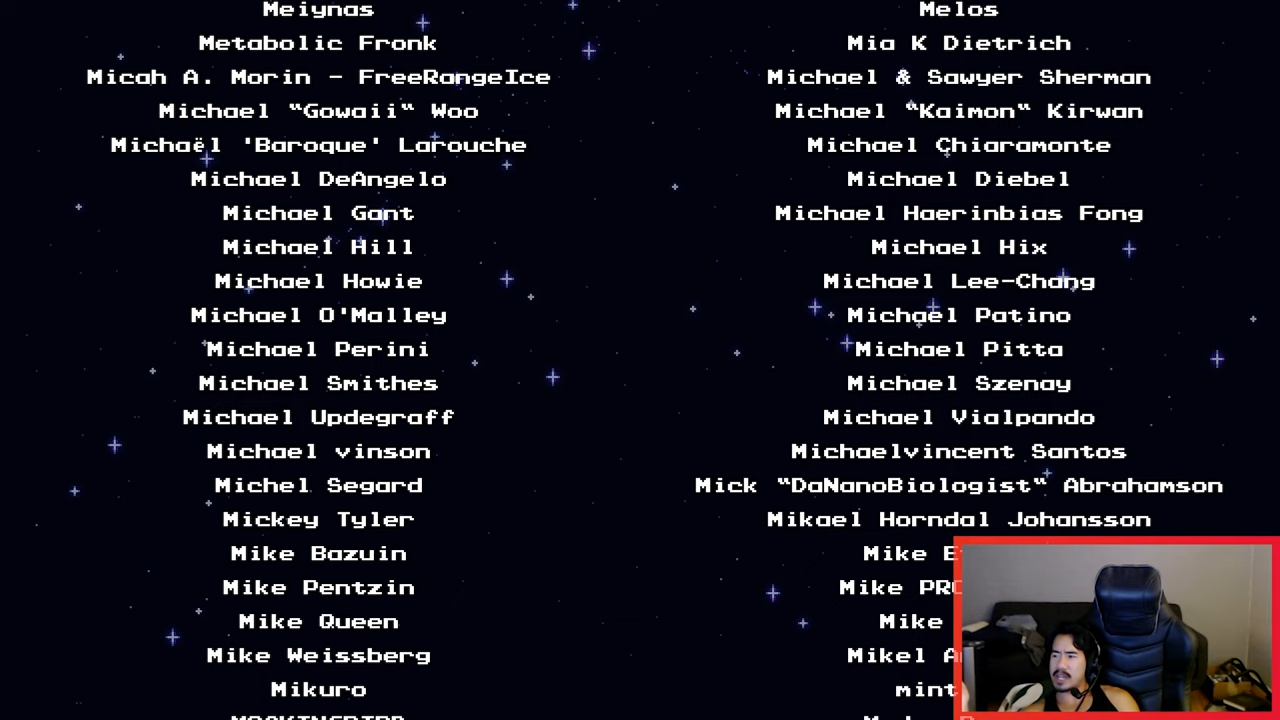 Meiynas
Melos
Metabolic Fronk
Mia K Dietrich
Micah A. Morin - FreeRangeIce
Michael & Sawyer Sherman
Michael "Gowaii" Woo
Michael "Kaimon" Kirwan
Michaël 'Baroque' Larouche
Michael Chiaramonte
Michael DeAngelo
Michael Diebel
Michael Gant
Michael Haerinbias Fong
Michael Hill
Michael Hix
Michael Howie
Michael Lee-Chang
Michael O'Malley
Michael Patino
Michael Perini
Michael Pitta
Michael Smithes
Michael Szenay
Michael Updegraff
Michael Vialpando
Michael vinson
Michaelvincent Santos
Michel Segard
Mick "DaNanoBiologist" Abrahamson
Mickey Tyler
Mikael Horndal Johansson
Mike Bazuin
Mike
Mike Pentzin
Mike
Mike Queen
Mike
Mike Weissberg
Mikel
Mikuro